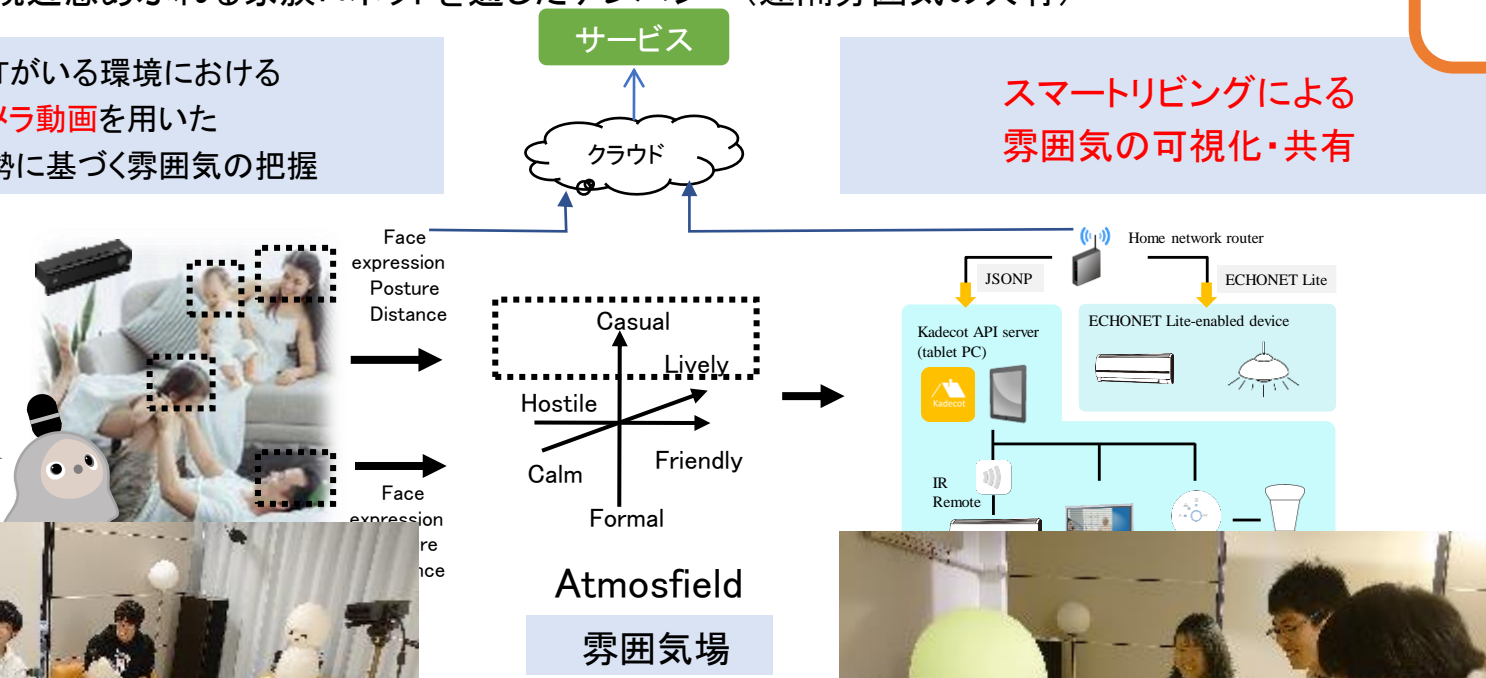 サービス
Tがいる環境における
メラ動画を用いた
勢に基づく雰囲気の把握
クラウド
スマートリビングによる
雰囲気の可視化・共有
Face
expression
Posture
Distance
Home network router
JSONP
ECHONET Lite
Casual
Lively
Hostile
Friendly
Calm
Formal
Kadecot API server
(tablet PC)
Kadecot
ECHONET Lite-enabled device
IR
Remote
Face
expression
re
nce
Atmosfield
雰囲気場